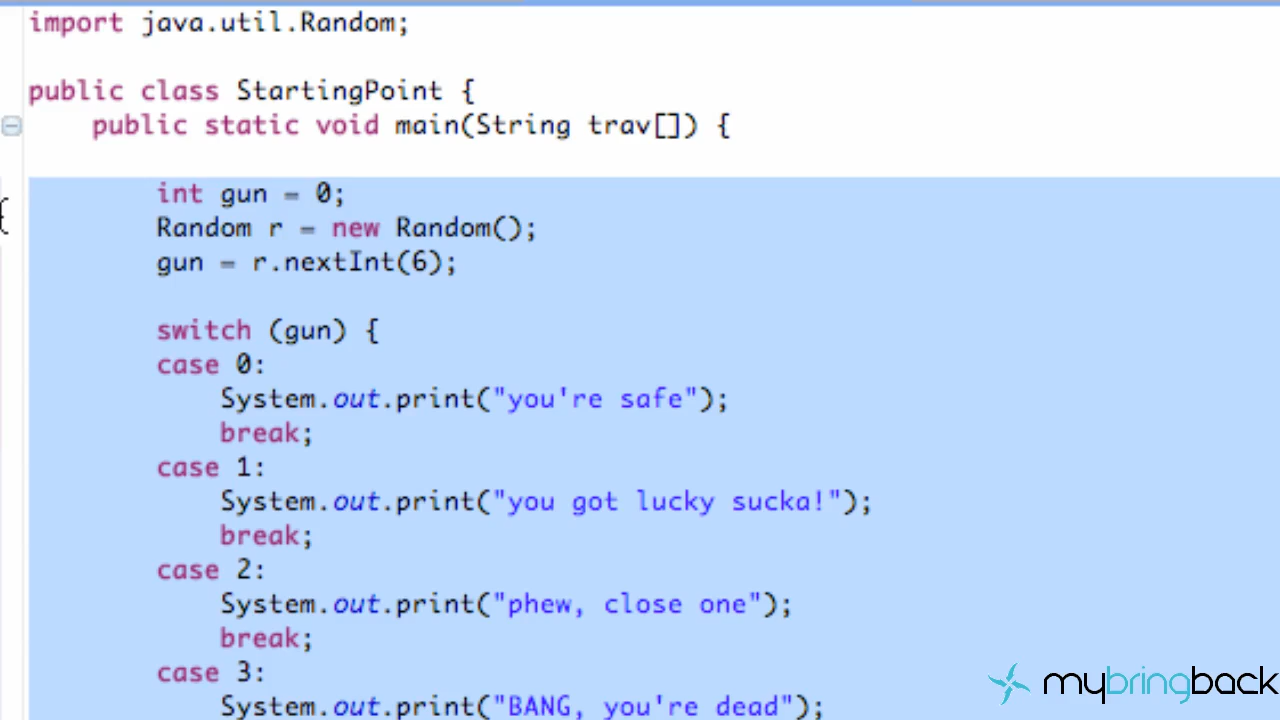 import java.util.Random;
public class StartingPoint {
public static void main(String trav[]) {
int gun = 0;
Random r = new Random();
gun = r.nextInt(6);
switch (gun) {
case 0:
System.out.print("you're safe");
break;
case 1:
System.out.print("you got lucky sucka!");
break;
case 2:
System.out.print("phew, close one");
break;
case 3:
System.out.print("BANG, you're dead");
mybringback